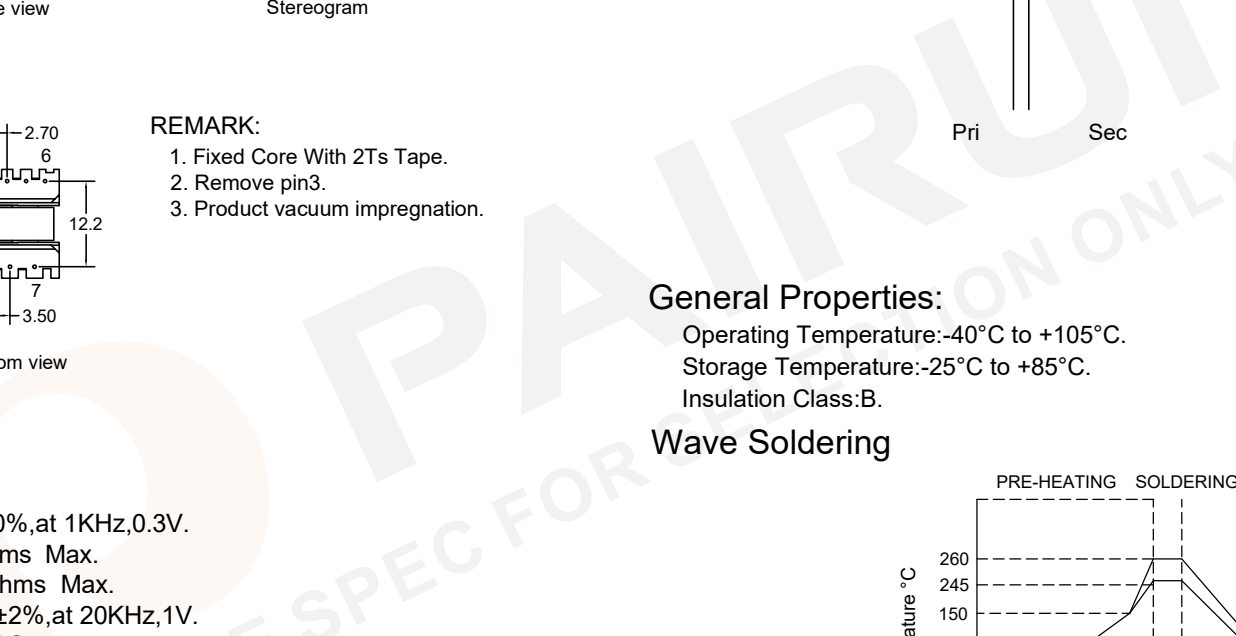 view
Stereogram
Pri
Sec
2.70
6
12.2
7
3.50
view
REMARK:
1. Fixed Core With 2Ts Tape.
2. Remove pin3.
3. Product vacuum impregnation.
General Properties:
Operating Temperature:-40°C to +105°C.
Storage Temperature:-25°C to +85°C.
Insulation Class:B.
Wave Soldering
PRE-HEATING SOLDERING
260
245
150
°C
0%,at 1KHz,0.3V.
Max.
Max.
±2%,at 20KHz,1V.
PAIRUI
SPEC FOR SELECTION ONLY